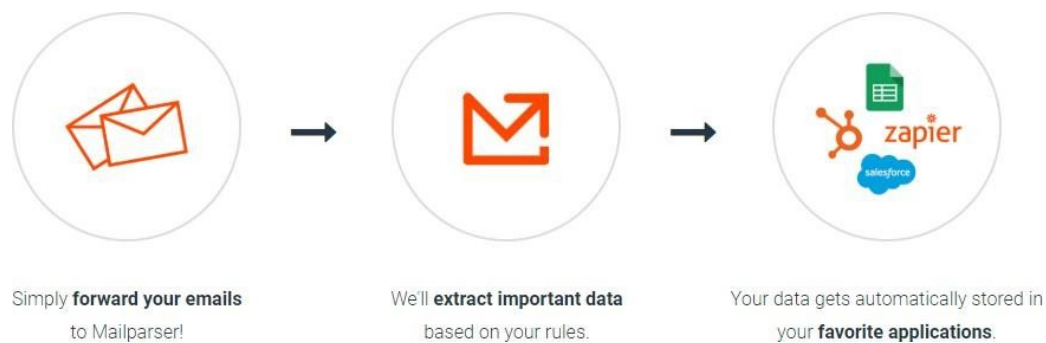 zapier
salesforce
Simply forward your emails
to Mailparser!
We'll extract important data
based on your rules.
Your data gets automatically stored in
your favorite applications.